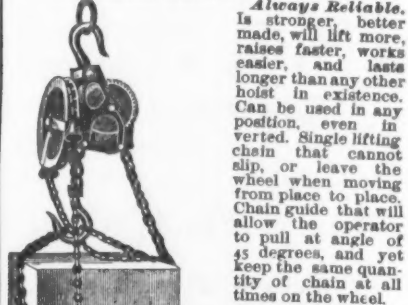 Always Reliable.
Is stronger, better
made, will lift more,
raises faster, works
easier, and lasts
longer than any other
hoist in existence.
Can be used in any
position, even in
verted. Single lifting
chain that cannot
slip, or leave the
wheel when moving
from place to place.
Chain guide that will
allow the operator
to pull at angle of
45 degrees, and yet
keep the same quan-
tity of chain at all
times on the wheel.